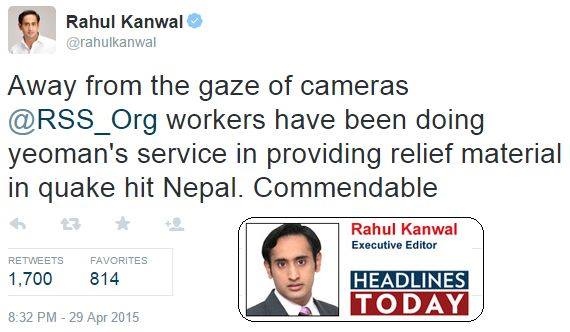 Rahul Kanwal
@rahulkanwal
Away from the gaze of cameras
@RSS_Org workers have been doing
yeoman's service in providing relief material
in quake hit Nepal. Commendable
RETWEETS FAVORITES
1,700 814
8:32 PM - 29 Apr 2015
Rahul Kanwal
Executive Editor
HEADLINES
TODAY